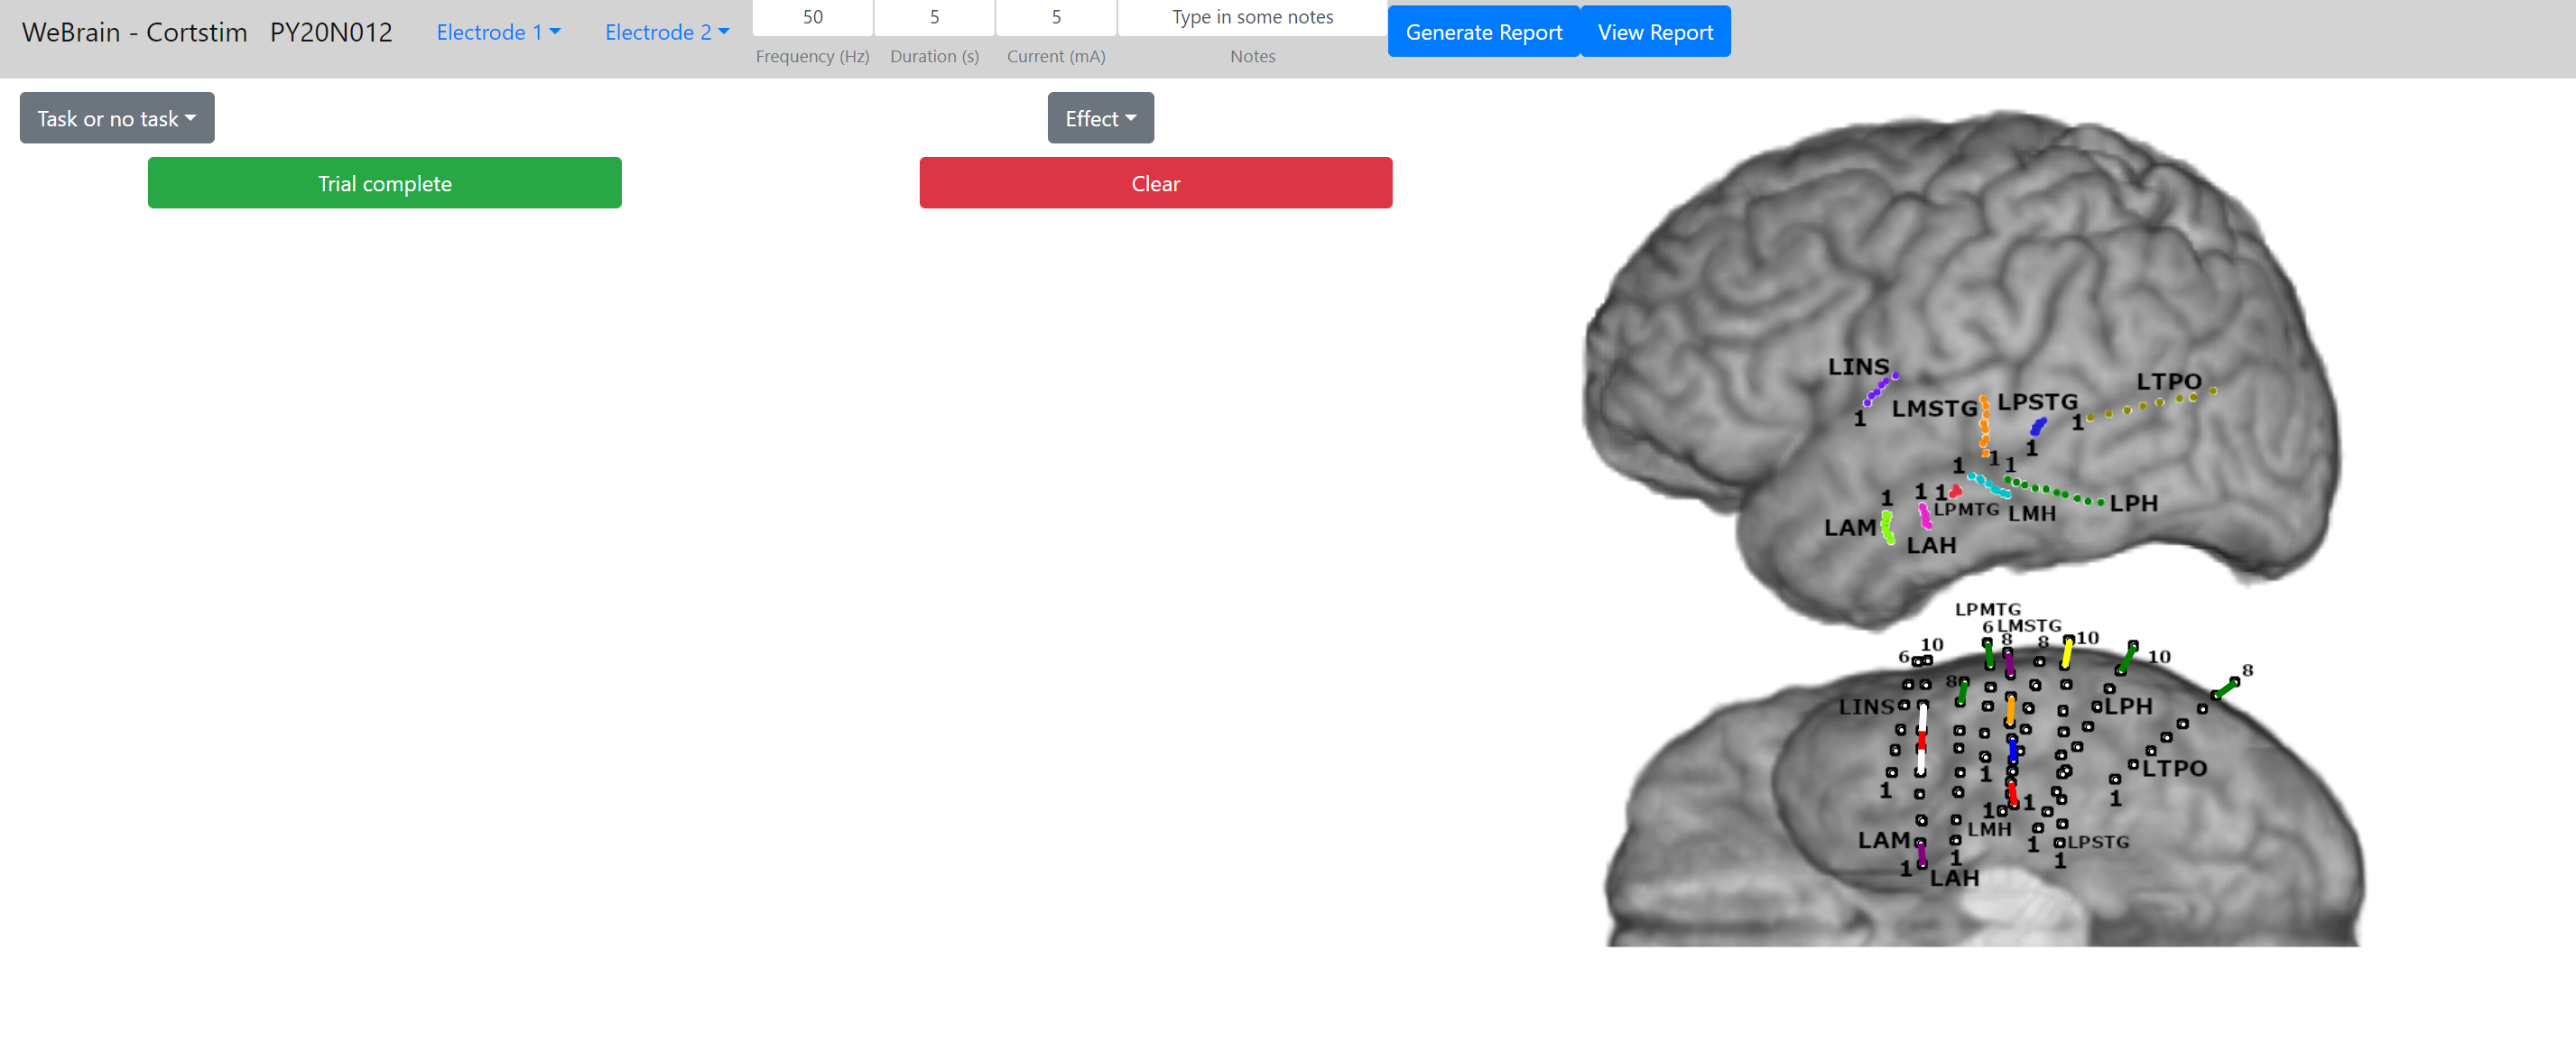 WeBrain - Cortstim PY20N012 Electrode 1 Electrode 2 50 5 5 Type in some notes Generate Report View Report
Frequency (Hz) Duration (s) Current (mA) Notes
Task or no task Effect
Trial complete Clear
LINS
1
LMSTG
LPSTG
LTPO
1
1
1
1
1
1
1
1
LPMTG
LMH
LPH
LAM
LAH
LPMTG
6 LMSTG
6 10 8 8 10
10
8
8
LINS
LPH
1
1
LTPO
1
1
1
LMH
LAM
1
LPSTG
1
1
1
LAH